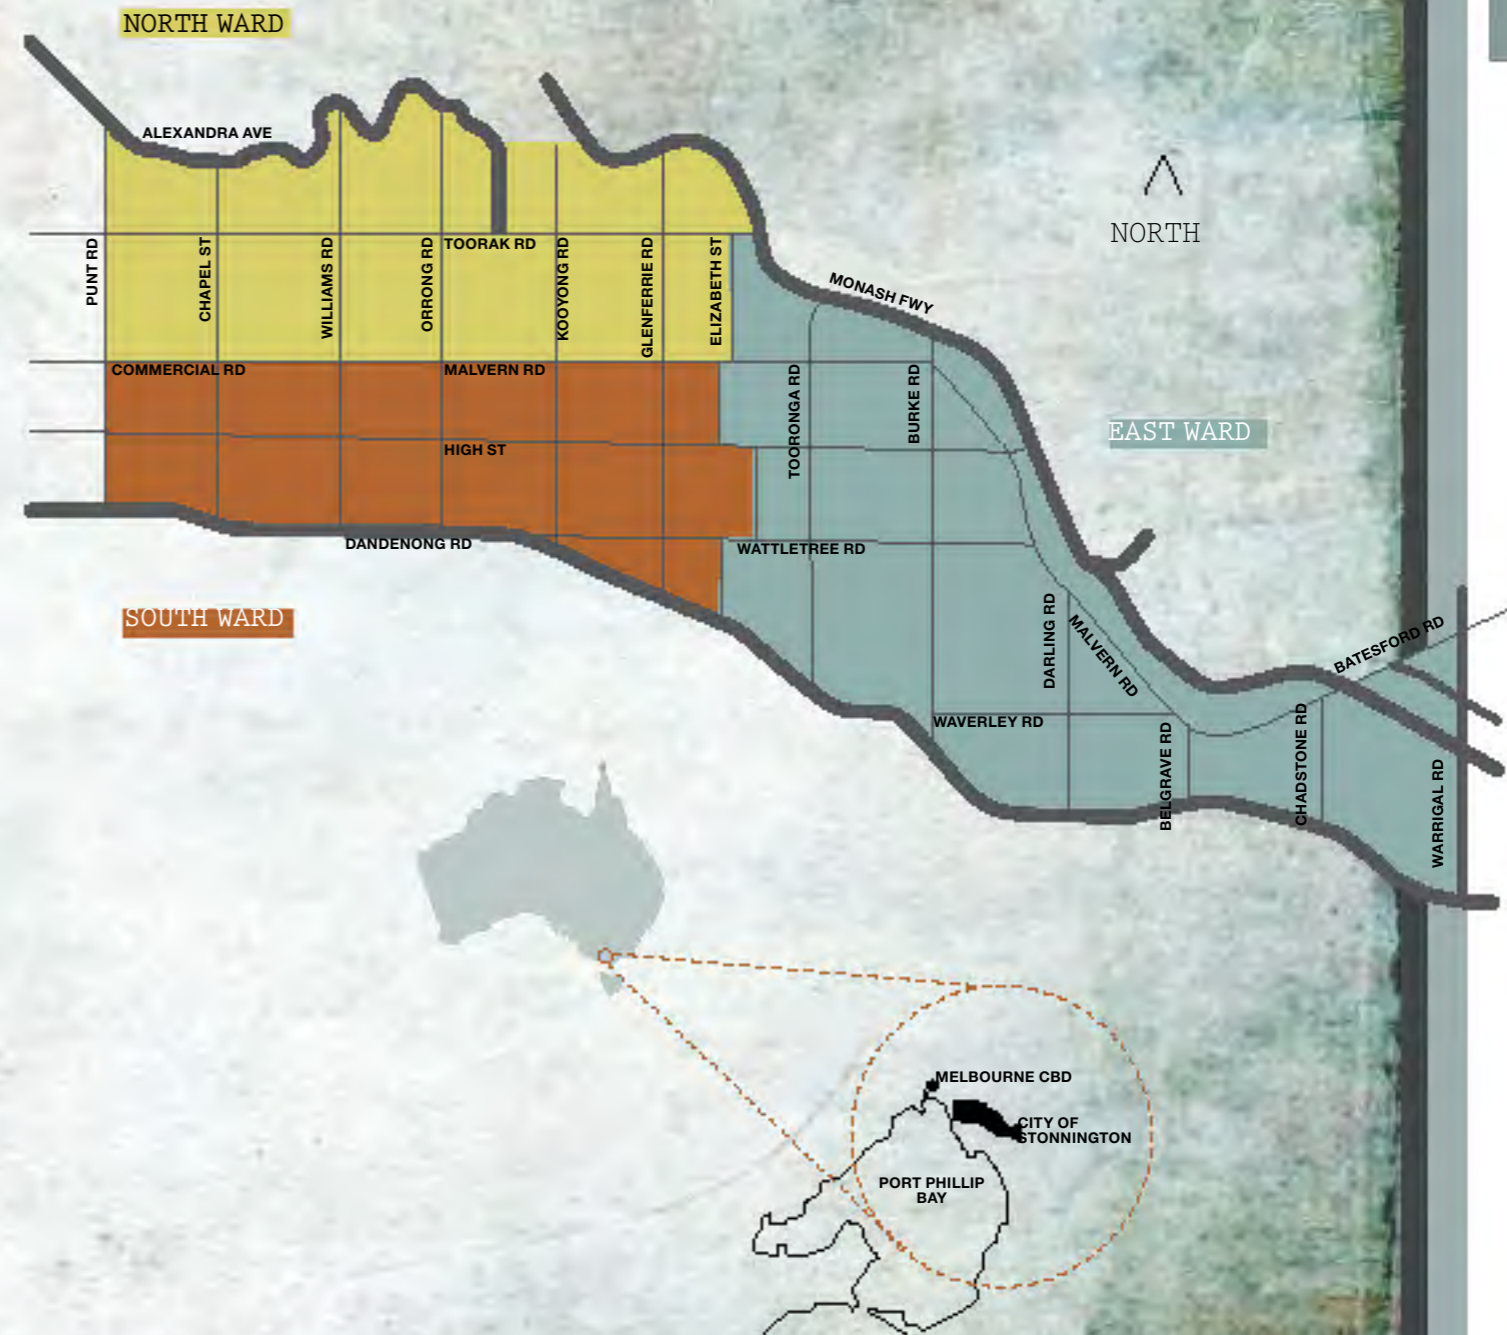 NORTH WARD
ALEXANDRA AVE
PUNT RD
CHAPEL ST
WILLIAMS RD
ORRONG RD
TOORAK RD
KOOYONG RD
GLENFERRIE RD
ELIZABETH ST
MONASH FWY
NORTH
COMMERCIAL RD
MALVERN RD
TOORONGA RD
BURKE RD
EAST WARD
HIGH ST
DANDENONG RD
WATTLETREE RD
SOUTH WARD
DARLING RD
MALVERN RD
BATESFORD RD
WAVERLEY RD
BELGRAVE RD
CHADSTONE RD
WARRIGAL RD
MELBOURNE CBD
CITY OF
STONNINGTON
PORT PHILLIP
BAY